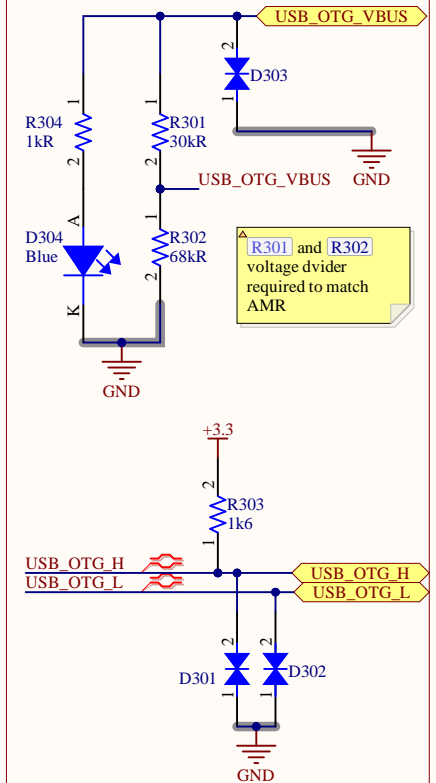 USB_OTG_VBUS
2
D303
1
1
R304
1kR
2
1
R301
30kR
2
USB_OTG_VBUS
GND
A
D304
Blue
K
1
R302
68kR
2
R301 and R302
voltage dvider
required to match
AMR
GND
+3.3
2
R303
1k6
1
USB_OTG_H
USB_OTG_H
USB_OTG_L
USB_OTG_L
2
D301
1
2
D302
1
GND